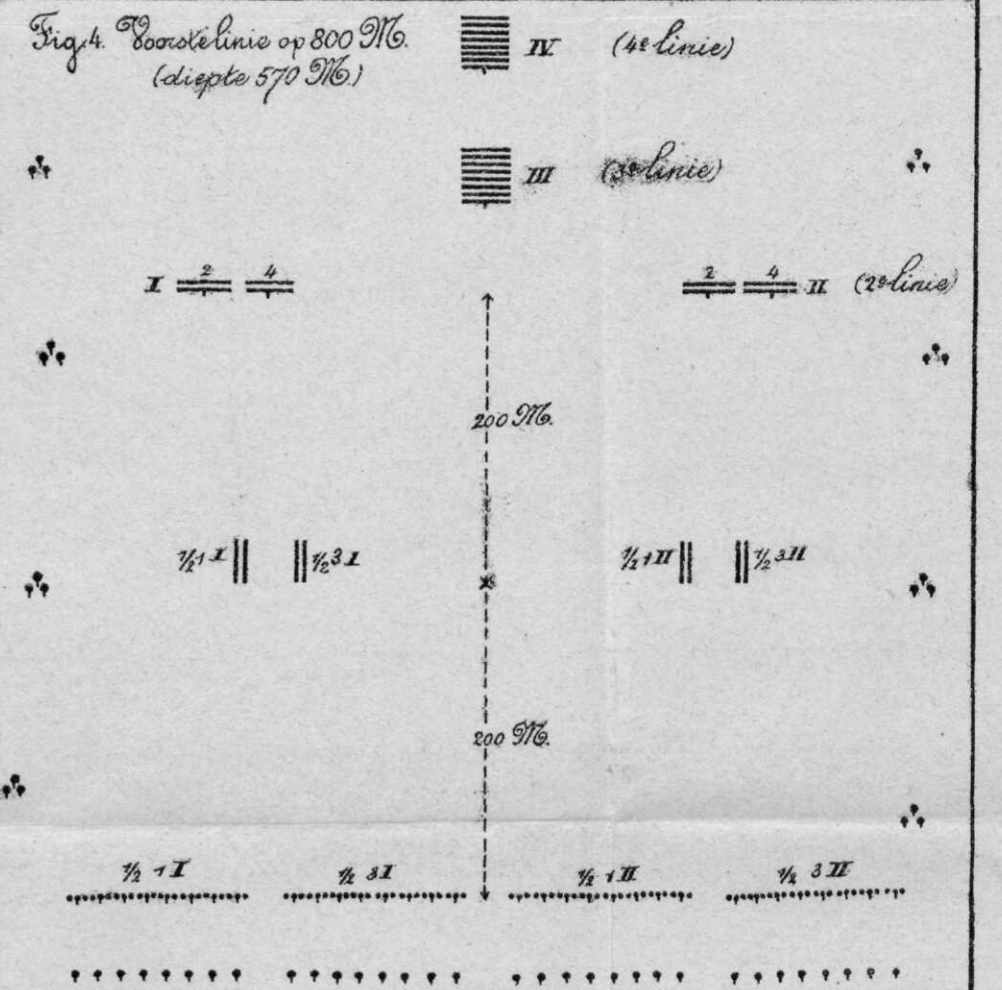 Fig. 4. Voorste linie op 800 M.
(diepte 570 M.)
IV (4e linie)
III (3e linie)
I 2 4
2 4 II (2e linie)
200 M.
½ 1 I
½ 3 I
½ 1 II
½ 3 II
200 M.
½ 1 I
½ 3 I
½ 1 II
½ 3 II